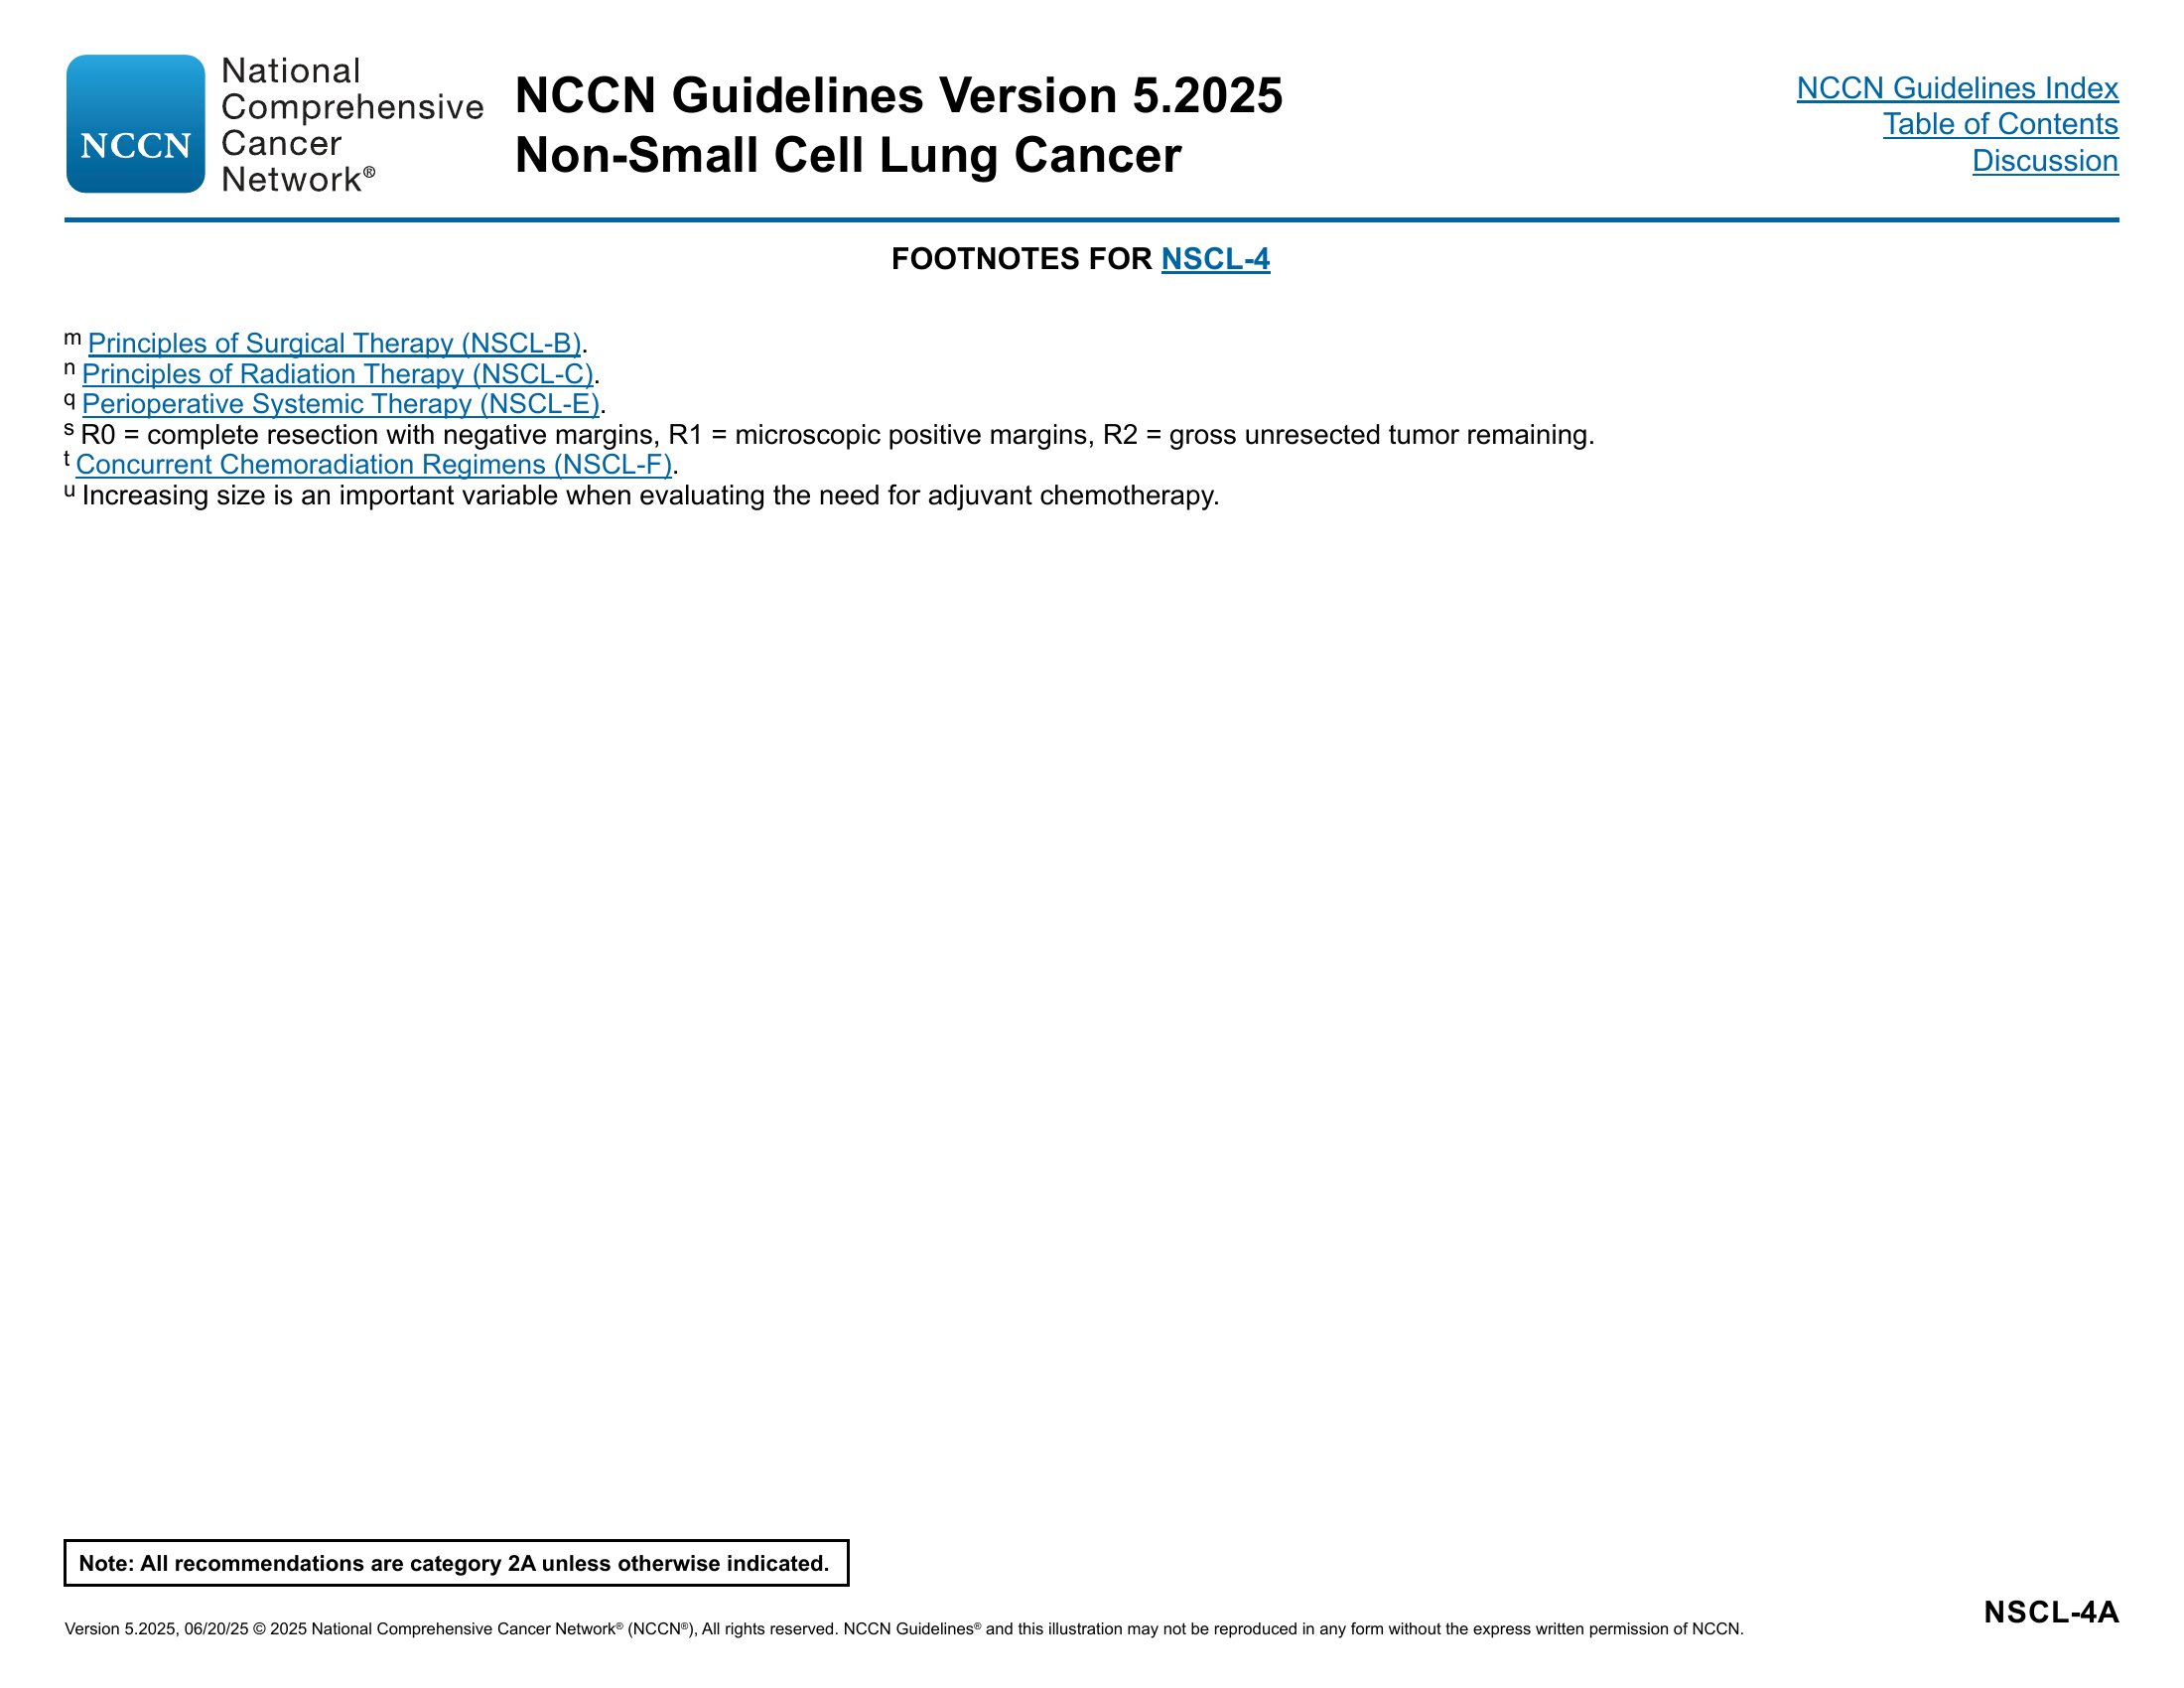 NCCN
National
Comprehensive
Cancer
Network®
NCCN Guidelines Version 5.2025
Non-Small Cell Lung Cancer
NCCN Guidelines Index
Table of Contents
Discussion
FOOTNOTES FOR NSCL-4
m Principles of Surgical Therapy (NSCL-B).
n Principles of Radiation Therapy (NSCL-C).
q Perioperative Systemic Therapy (NSCL-E).
s R0 = complete resection with negative margins, R1 = microscopic positive margins, R2 = gross unresected tumor remaining.
t Concurrent Chemoradiation Regimens (NSCL-F).
u Increasing size is an important variable when evaluating the need for adjuvant chemotherapy.
Note: All recommendations are category 2A unless otherwise indicated.
NSCL-4A
Version 5.2025, 06/20/25 © 2025 National Comprehensive Cancer Network® (NCCN®), All rights reserved. NCCN Guidelines® and this illustration may not be reproduced in any form without the express written permission of NCCN.